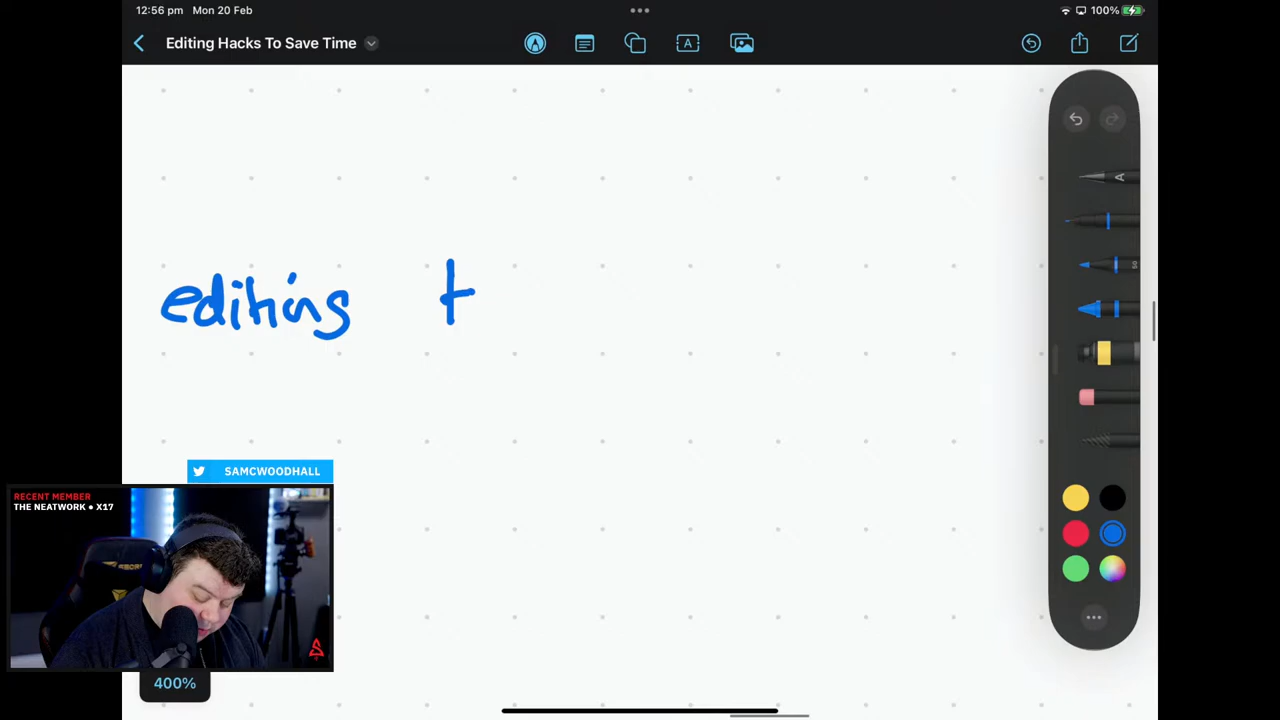 12:56 pm Mon 20 Feb
100%
Editing Hacks To Save Time
A
A
50
editing t
SAMCWOODHALL
RECENT MEMBER
THE NEATWORK ● X17
400%